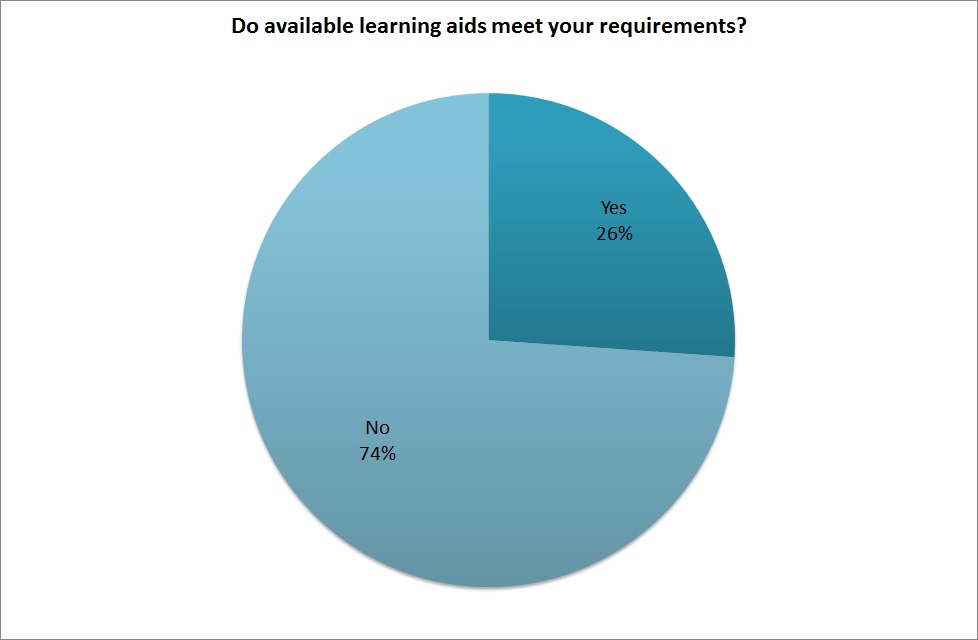 Do available learning aids meet your requirements?
Yes
26%
No
74%